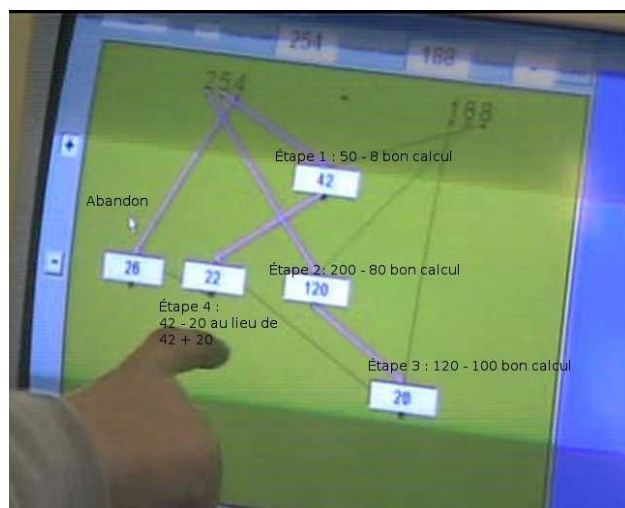 254
188
254
188
Étape 1 : 50 - 8 bon calcul
42
Abandon
+
-
26
22
Étape 2: 200 - 80 bon calcul
120
Étape 4 :
42 - 20 au lieu de
42 + 20
Étape 3 : 120 - 100 bon calcul
20